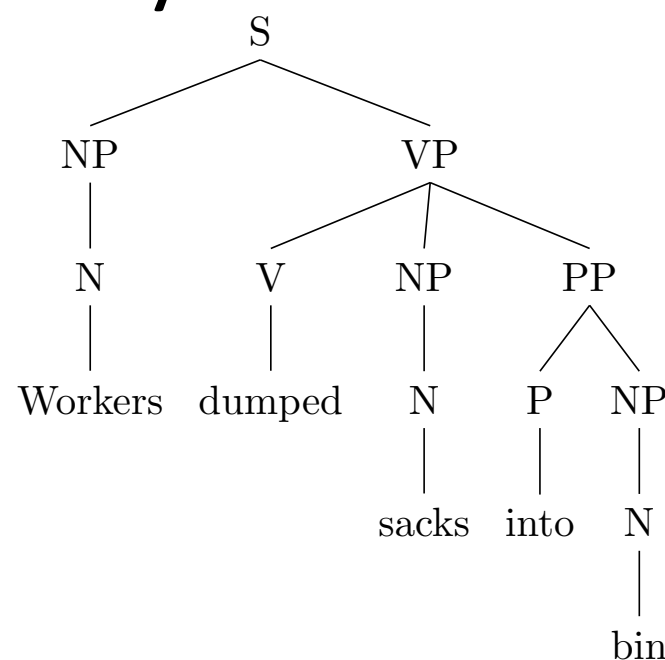 S
NP VP
N V NP PP
Workers dumped N P NP
sacks into N
bin